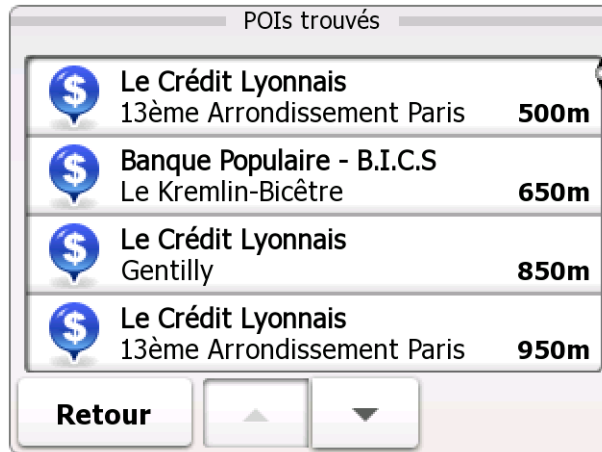 POIs trouvés
Le Crédit Lyonnais
13ème Arrondissement Paris 500m
Banque Populaire - B.I.C.S
Le Kremlin-Bicêtre 650m
Le Crédit Lyonnais
Gentilly 850m
Le Crédit Lyonnais
13ème Arrondissement Paris 950m
Retour